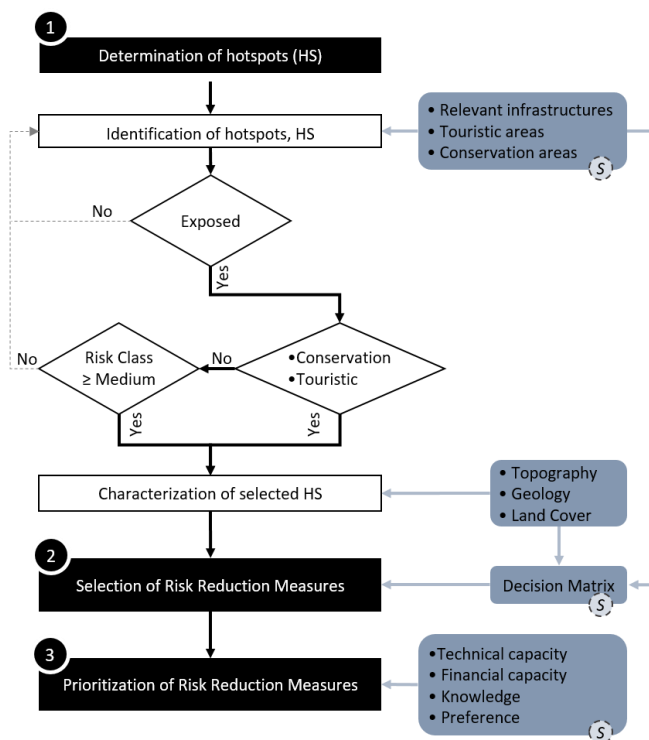 1
Determination of hotspots (HS)
Identification of hotspots, HS
• Relevant infrastructures
• Touristic areas
• Conservation areas
S
No
Exposed
Yes
No
Risk Class
≥ Medium
No
•Conservation
•Touristic
Yes
Yes
Characterization of selected HS
• Topography
• Geology
• Land Cover
2
Selection of Risk Reduction Measures
Decision Matrix
S
3
Prioritization of Risk Reduction Measures
•Technical capacity
• Financial capacity
• Knowledge
• Preference
S